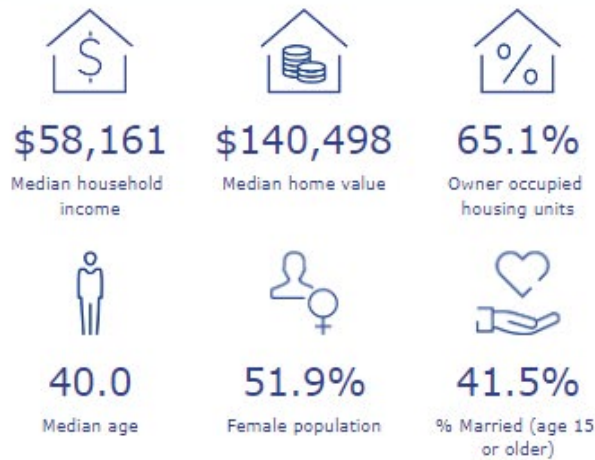 $
%
$58,161
$140,498
65.1%
Median household
income
Median home value
Owner occupied
housing units
40.0
51.9%
41.5%
Median age
Female population
% Married (age 15
or older)